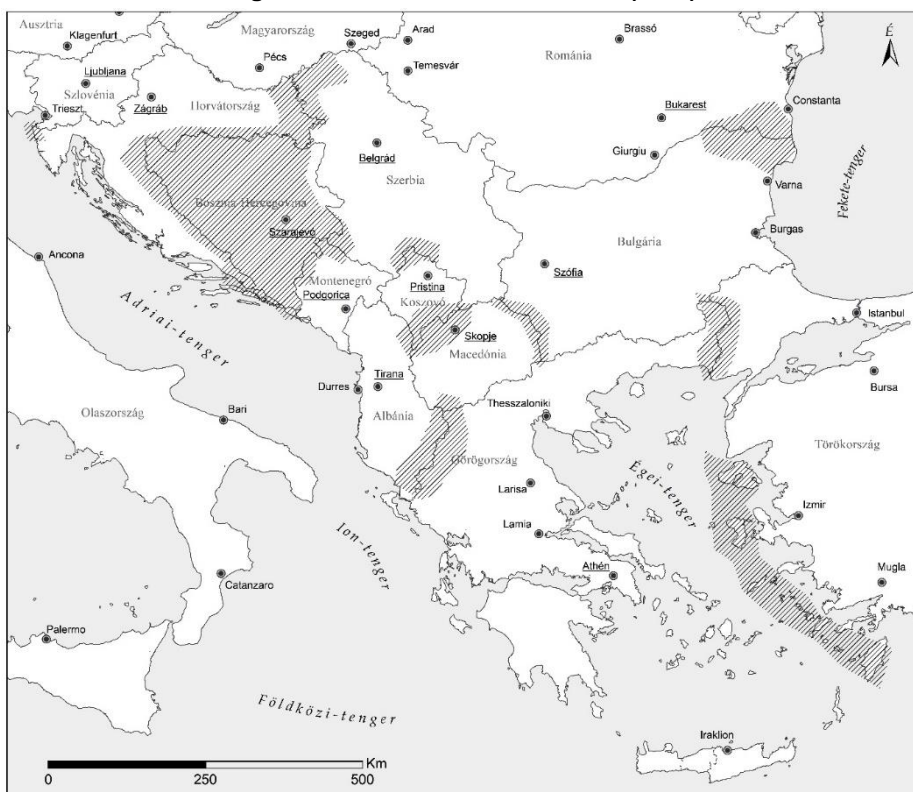 Ausztria
Klagenfurt
Magyarország
Szeged
Arad
Brassó
É
Pécs
Románia
Ljubljana
Temesvár
Szlovénia
Zágráb
Horvátország
Trieszt
Bukarest
Constanta
Belgrád
Giurgiu
Szerbia
Varna
Fekete-tenger
Bosznia-Hercegovina
Szarajevó
Burgas
Bulgária
Ancona
Szófia
Montenegró
Pristina
Podgorica
Koszovó
Adriai-tenger
Skopje
Istanbul
Macedónia
Tirana
Bursa
Durres
Olaszország
Bari
Albánia
Thesszaloniki
Törökország
Görögország
Égei-tenger
Larisa
Izmir
Ion-tenger
Lamia
Athén
Mugla
Catanzaro
Palermo
Földközi-tenger
Iraklion
Km
0
250
500